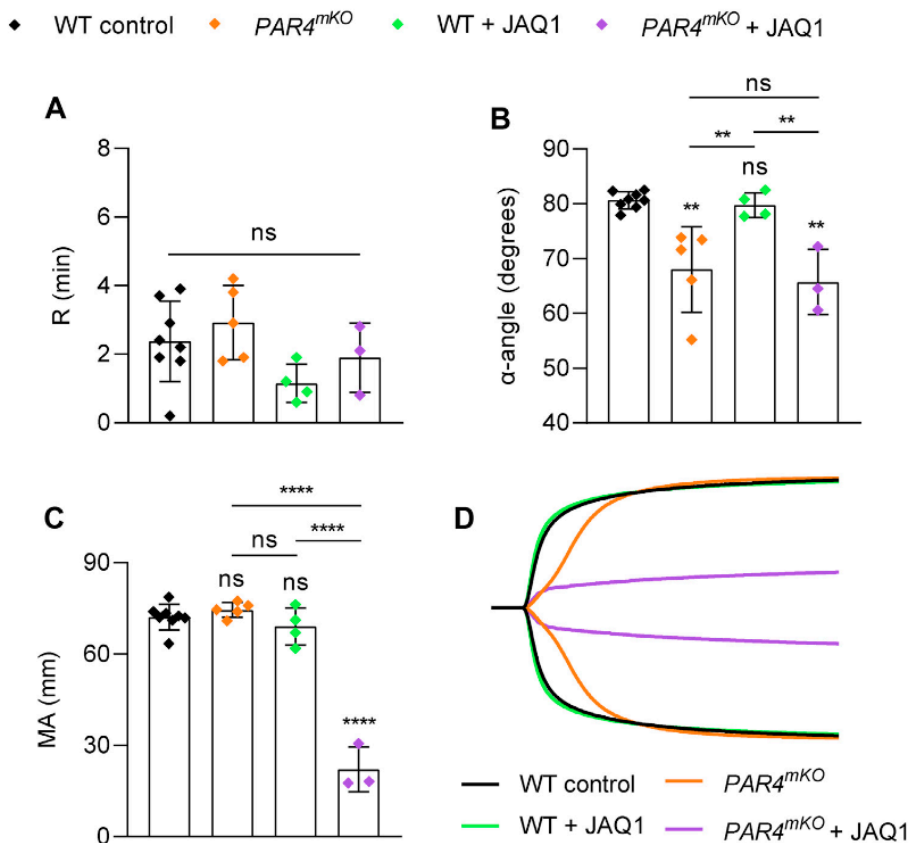 WT control PAR4mKO WT + JAQ1 PAR4mKO + JAQ1
A
8
6
4
2
0
R (min)
ns
B
90
80
70
60
50
40
α-angle (degrees)
ns
** **
ns
**
**
C
90
60
30
0
MA (mm)
****
****
ns
ns
ns
****
D
WT control PAR4mKO
WT + JAQ1 PAR4mKO + JAQ1